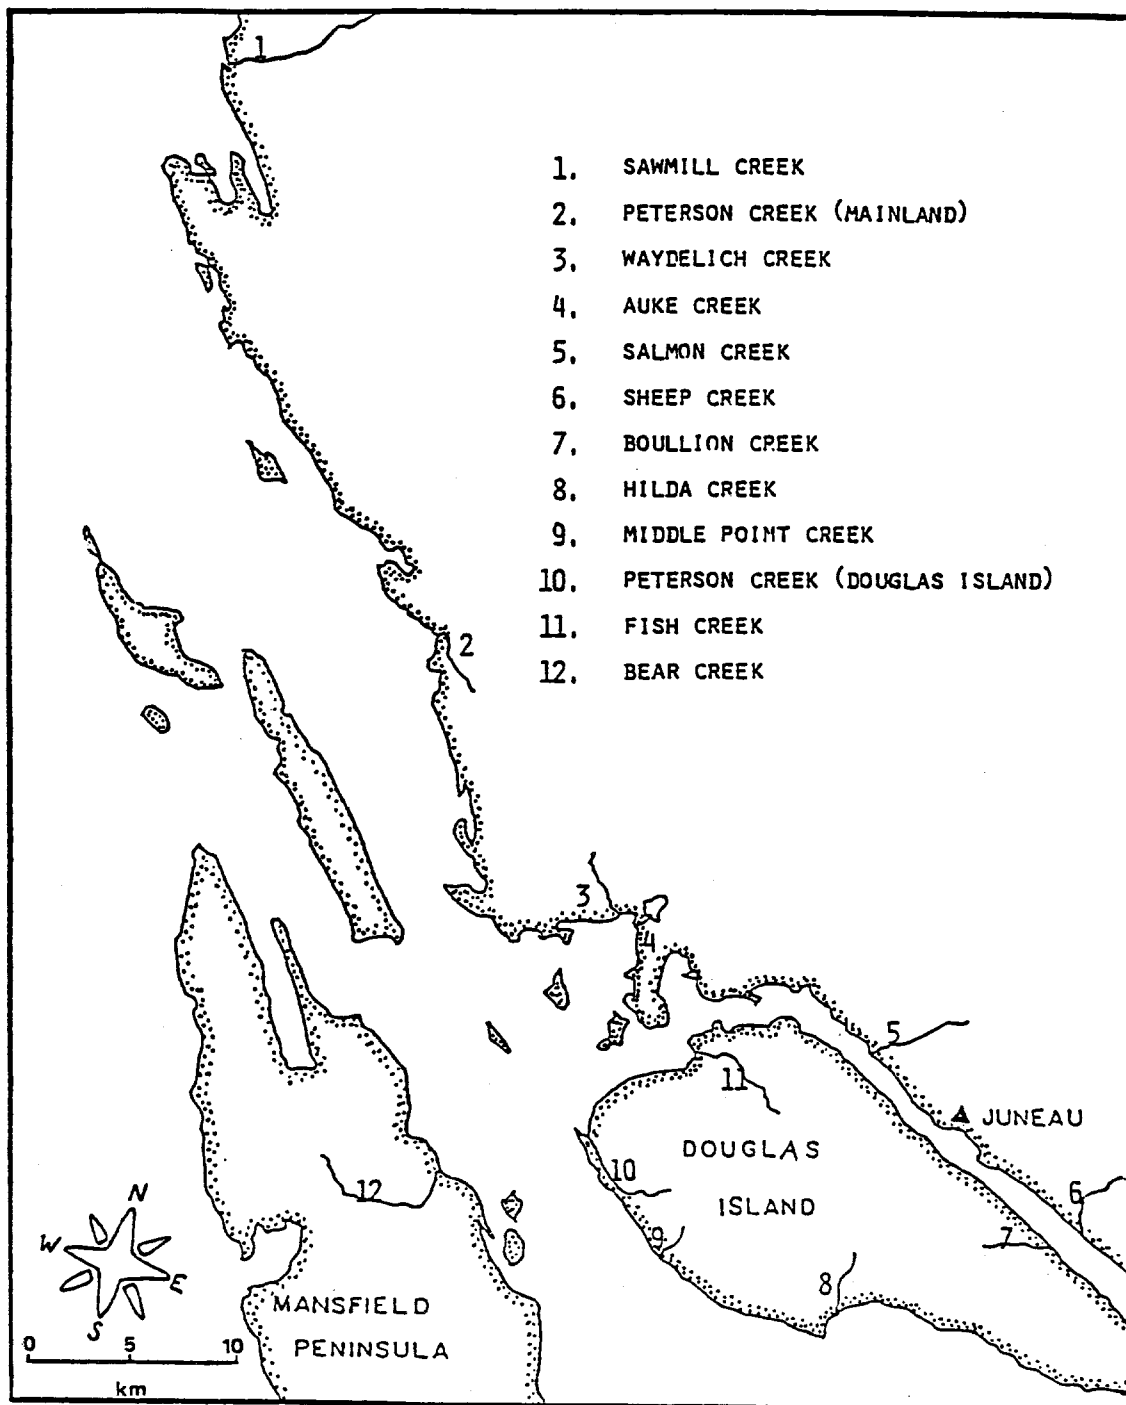 1
1. SAWMILL CREEK
2. PETERSON CREEK (MAINLAND)
3. WAYDELICH CREEK
4. AUKE CREEK
5. SALMON CREEK
6. SHEEP CREEK
7. BOULLION CREEK
8. HILDA CREEK
9. MIDDLE POINT CREEK
10. PETERSON CREEK (DOUGLAS ISLAND)
11. FISH CREEK
12. BEAR CREEK
2
3
4
5
11
JUNEAU
DOUGLAS
ISLAND
10
12
6
9
7
8
N
W
E
S
MANSFIELD
PENINSULA
0 5 10
km